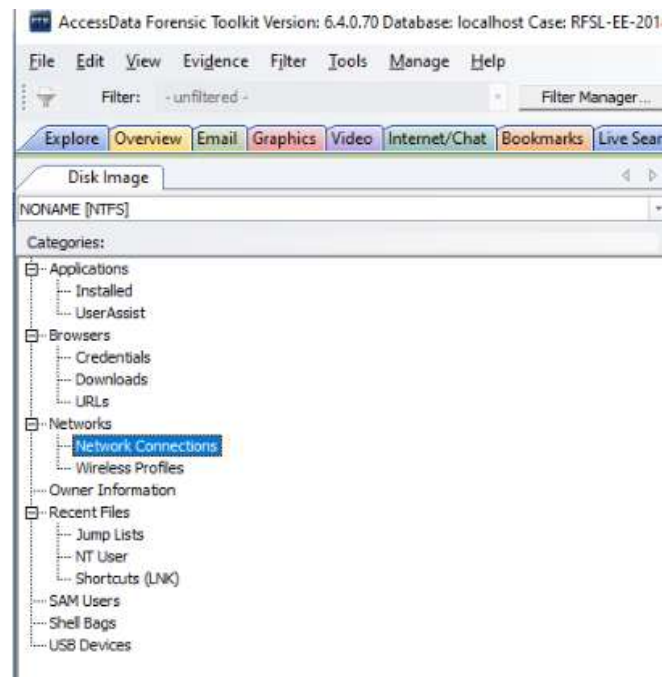 AccessData Forensic Toolkit Version: 6.4.0.70 Database: localhost Case: RFSL-EE-201
File Edit View Evidence Filter Tools Manage Help
Filter: - unfiltered - Filter Manager...
Explore Overview Email Graphics Video Internet/Chat Bookmarks Live Sear
Disk Image
NONAME [NTFS]
Categories:
Applications
Installed
UserAssist
Browsers
Credentials
Downloads
URLs
Networks
Network Connections
Wireless Profiles
Owner Information
Recent Files
Jump Lists
NT User
Shortcuts (LNK)
SAM Users
Shell Bags
USB Devices